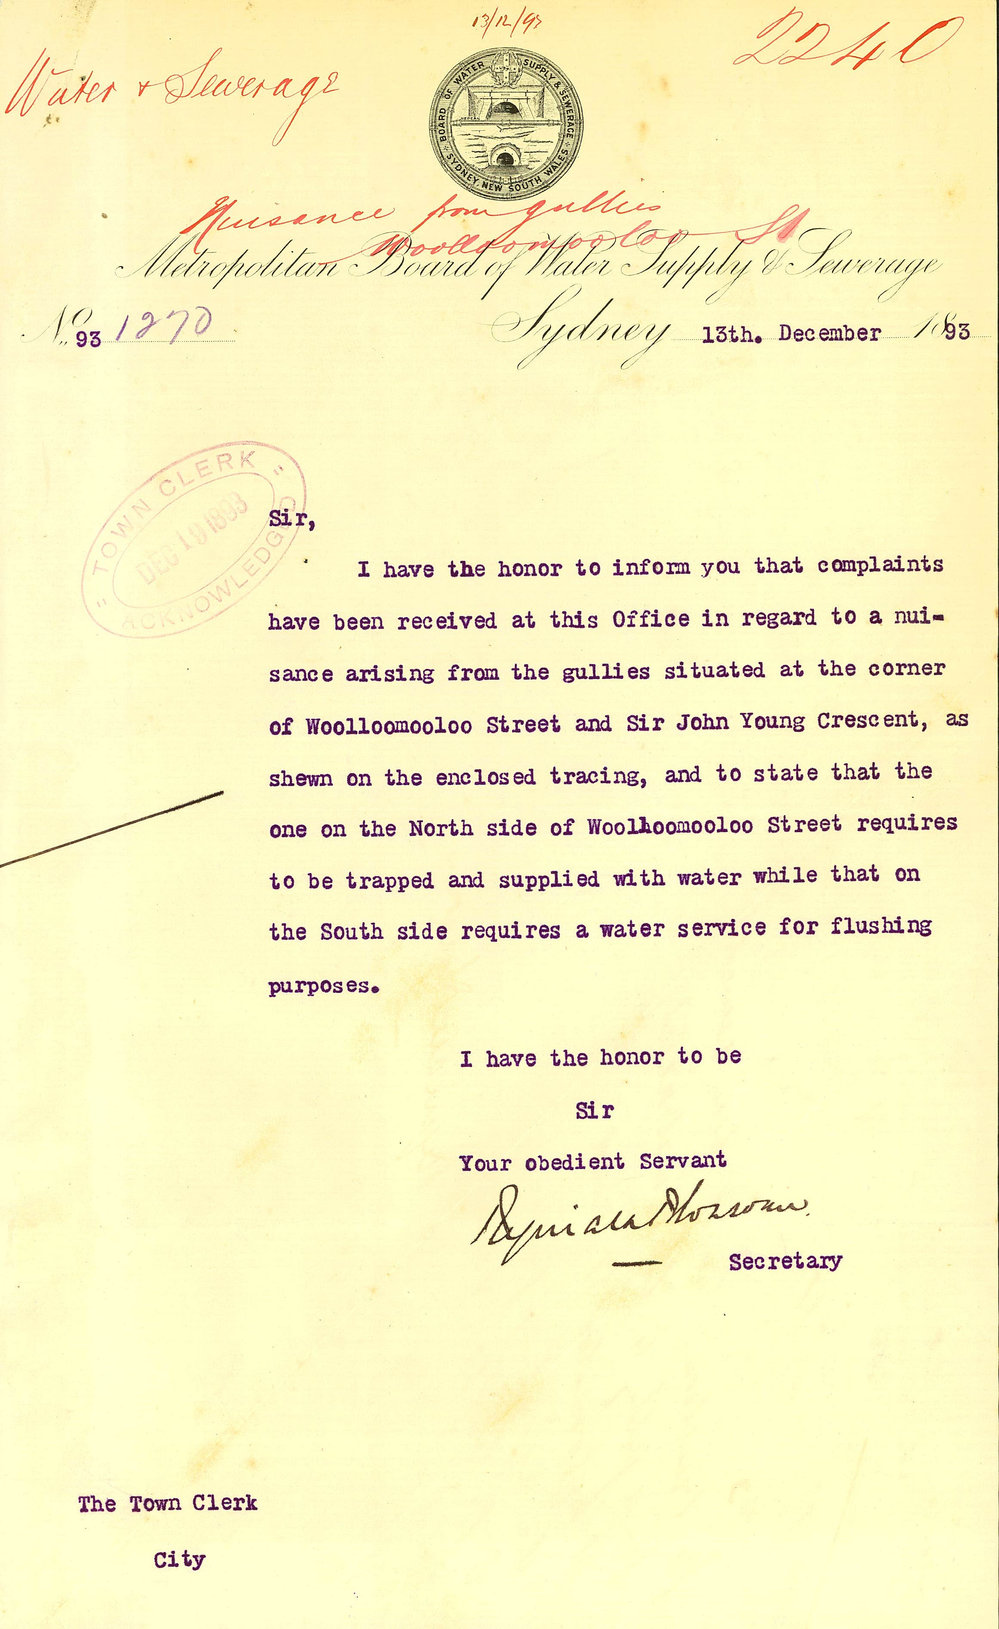 13/12/93
2240
Water & Sewerage
BOARD OF WATER SUPPLY & SEWERAGE
SYDNEY, NEW SOUTH WALES
Nuisance from gullies
Woolloomooloo St
Metropolitan Board of Water Supply & Sewerage
No. 93 1270
Sydney 13th. December 1893
TOWN CLERK
DEC 19 1893
ACKNOWLEDGED
Sir,
I have the honor to inform you that complaints
have been received at this Office in regard to a nui-
sance arising from the gullies situated at the corner
of Woolloomooloo Street and Sir John Young Crescent, as
shewn on the enclosed tracing, and to state that the
one on the North side of Woolloomooloo Street requires
to be trapped and supplied with water while that on
the South side requires a water service for flushing
purposes.
I have the honor to be
Sir
Your obedient Servant
Secretary
The Town Clerk
City